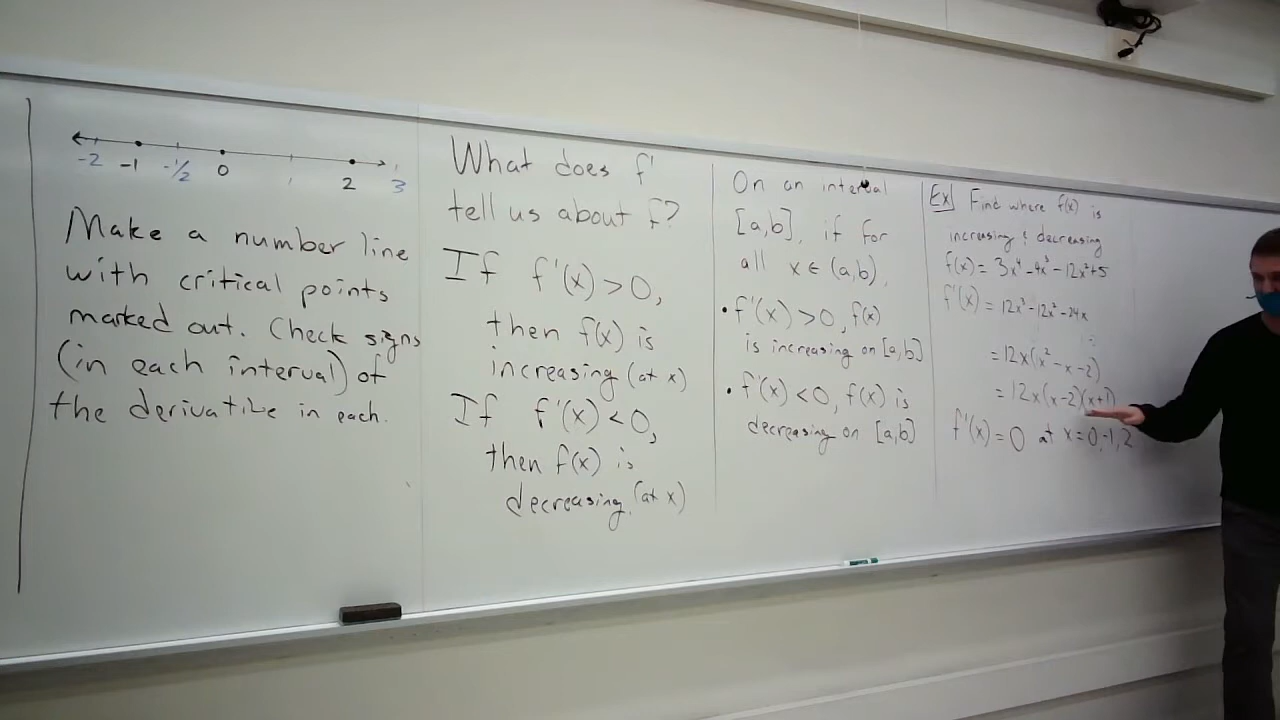 -2 -1 -1/2 0 1 2 3
Make a number line
with critical points
marked out. Check signs
(in each interval) of
the derivative in each.
What does f'
tell us about f?
If f'(x) > 0,
then f(x) is
increasing (at x)
If f'(x) < 0,
then f(x) is
decreasing, (at x)
On an interval
[a,b], if for
all x ∈ (a,b),
• f'(x) > 0, f(x)
is increasing on [a,b]
• f'(x) < 0, f(x) is
decreasing on [a,b]
Ex Find where f(x) is
increasing & decreasing
f(x) = 3x⁴ - 4x³ - 12x² + 5
f'(x) = 12x³ - 12x² - 24x
= 12x(x² - x - 2)
= 12x(x-2)(x+1)
f'(x) = 0 at x = 0, -1, 2